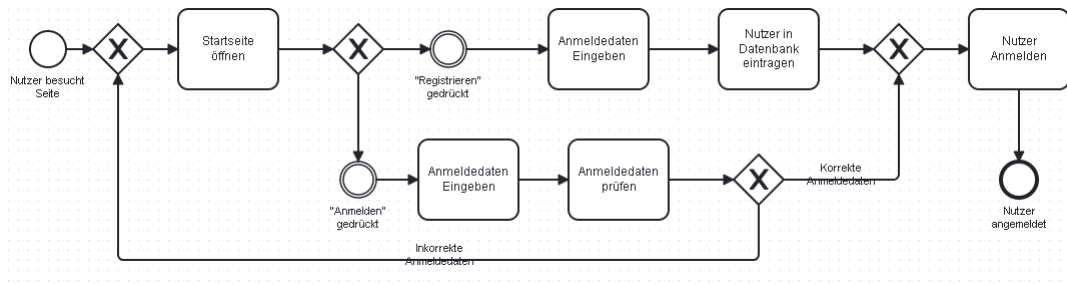 Nutzer besucht
Seite
Startseite
öffnen
"Registrieren"
gedrückt
Anmeldedaten
Eingeben
Nutzer in
Datenbank
eintragen
Nutzer
Anmelden
"Anmelden"
gedrückt
Anmeldedaten
Eingeben
Anmeldedaten
prüfen
Korrekte
Anmeldedaten
Nutzer
angemeldet
Inkorrekte
Anmeldedaten